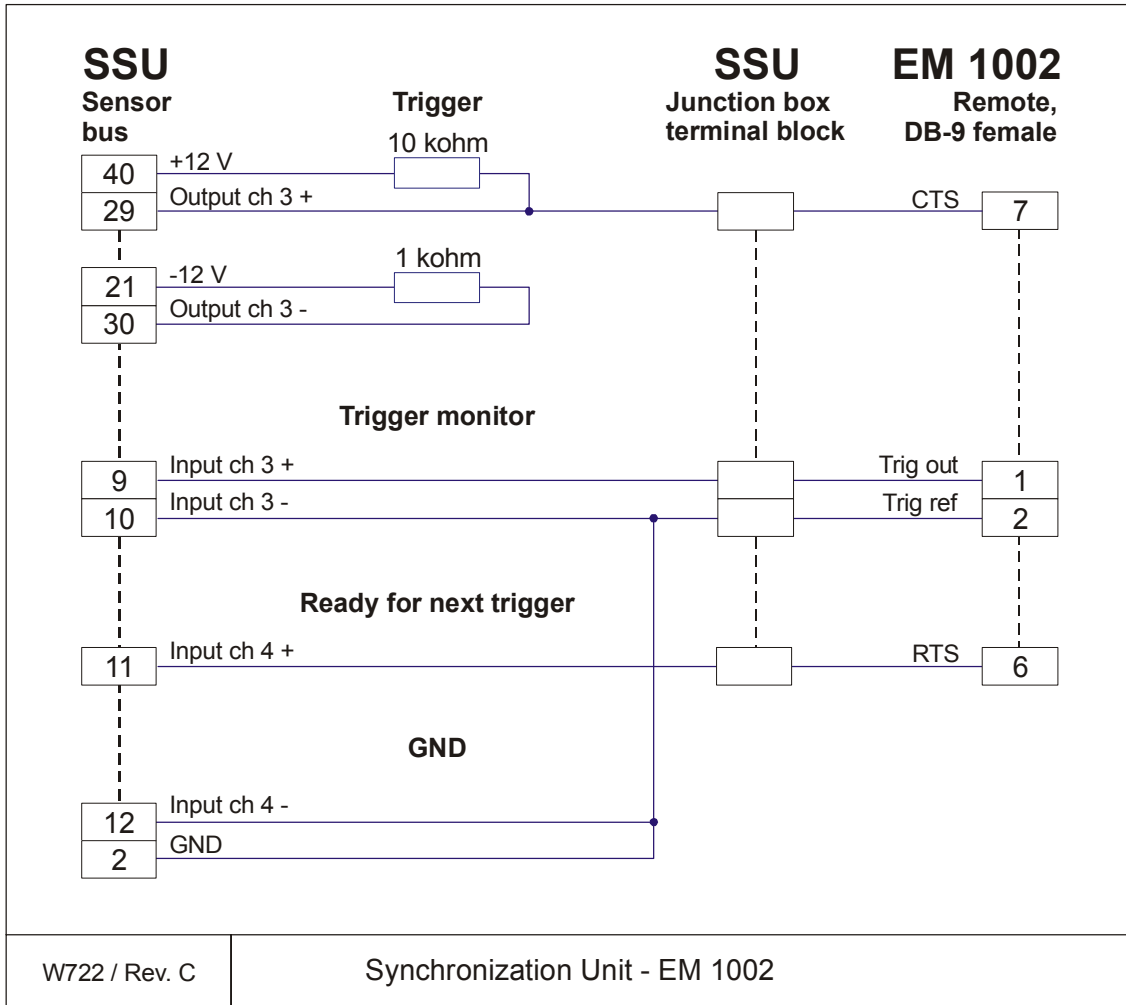 SSU
Sensor
bus
Trigger
SSU
Junction box
terminal block
EM 1002
Remote,
DB-9 female
10 kohm
40
+12 V
29
Output ch 3 +
CTS
7
1 kohm
21
-12 V
30
Output ch 3 -
Trigger monitor
9
Input ch 3 +
Trig out
1
10
Input ch 3 -
Trig ref
2
Ready for next trigger
11
Input ch 4 +
RTS
6
GND
12
Input ch 4 -
2
GND
W722 / Rev. C
Synchronization Unit - EM 1002